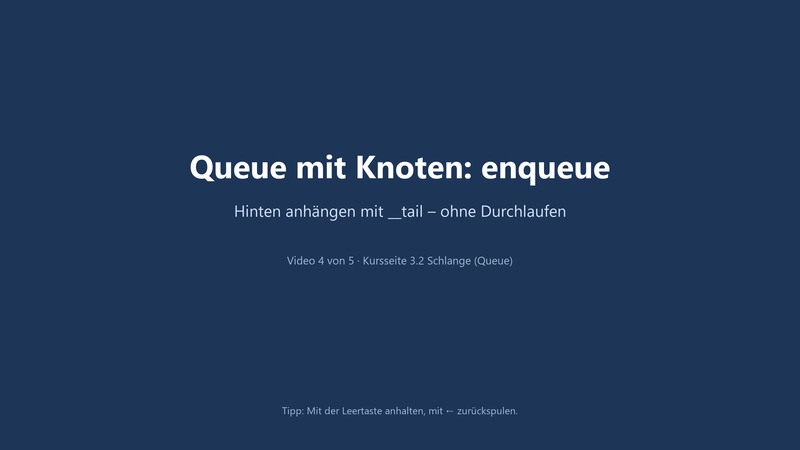 Queue mit Knoten: enqueue
Hinten anhängen mit __tail – ohne Durchlaufen
Video 4 von 5 · Kursseite 3.2 Schlange (Queue)
Tipp: Mit der Leertaste anhalten, mit ← zurückspulen.